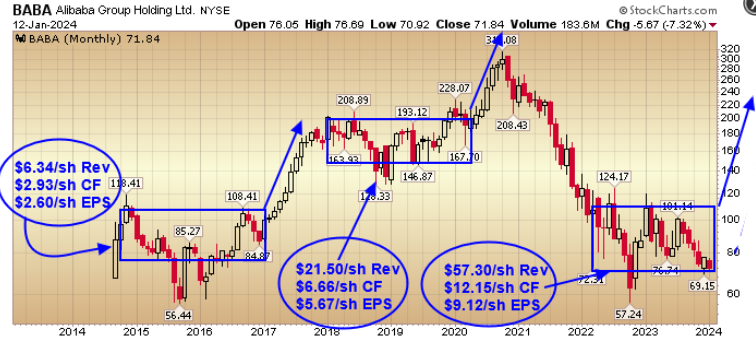 BABA Alibaba Group Holding Ltd. NYSE © StockCharts.com
12-Jan-2024 Open 76.05 High 76.69 Low 70.92 Close 71.84 Volume 183.6M Chg -5.67 (-7.32%)
BABA (Monthly) 71.84
208.89
193.12
228.07
208.43
118.41
108.41
85.27
84.87
56.44
163.93
128.33
146.87
167.70
124.17
101.14
76.74
57.24
69.15
$6.34/sh Rev
$2.93/sh CF
$2.60/sh EPS
$21.50/sh Rev
$6.66/sh CF
$5.67/sh EPS
$57.30/sh Rev
$12.15/sh CF
$9.12/sh EPS
320
300
280
260
240
220
200
180
160
140
120
100
80
60
2014 2015 2016 2017 2018 2019 2020 2021 2022 2023 2024